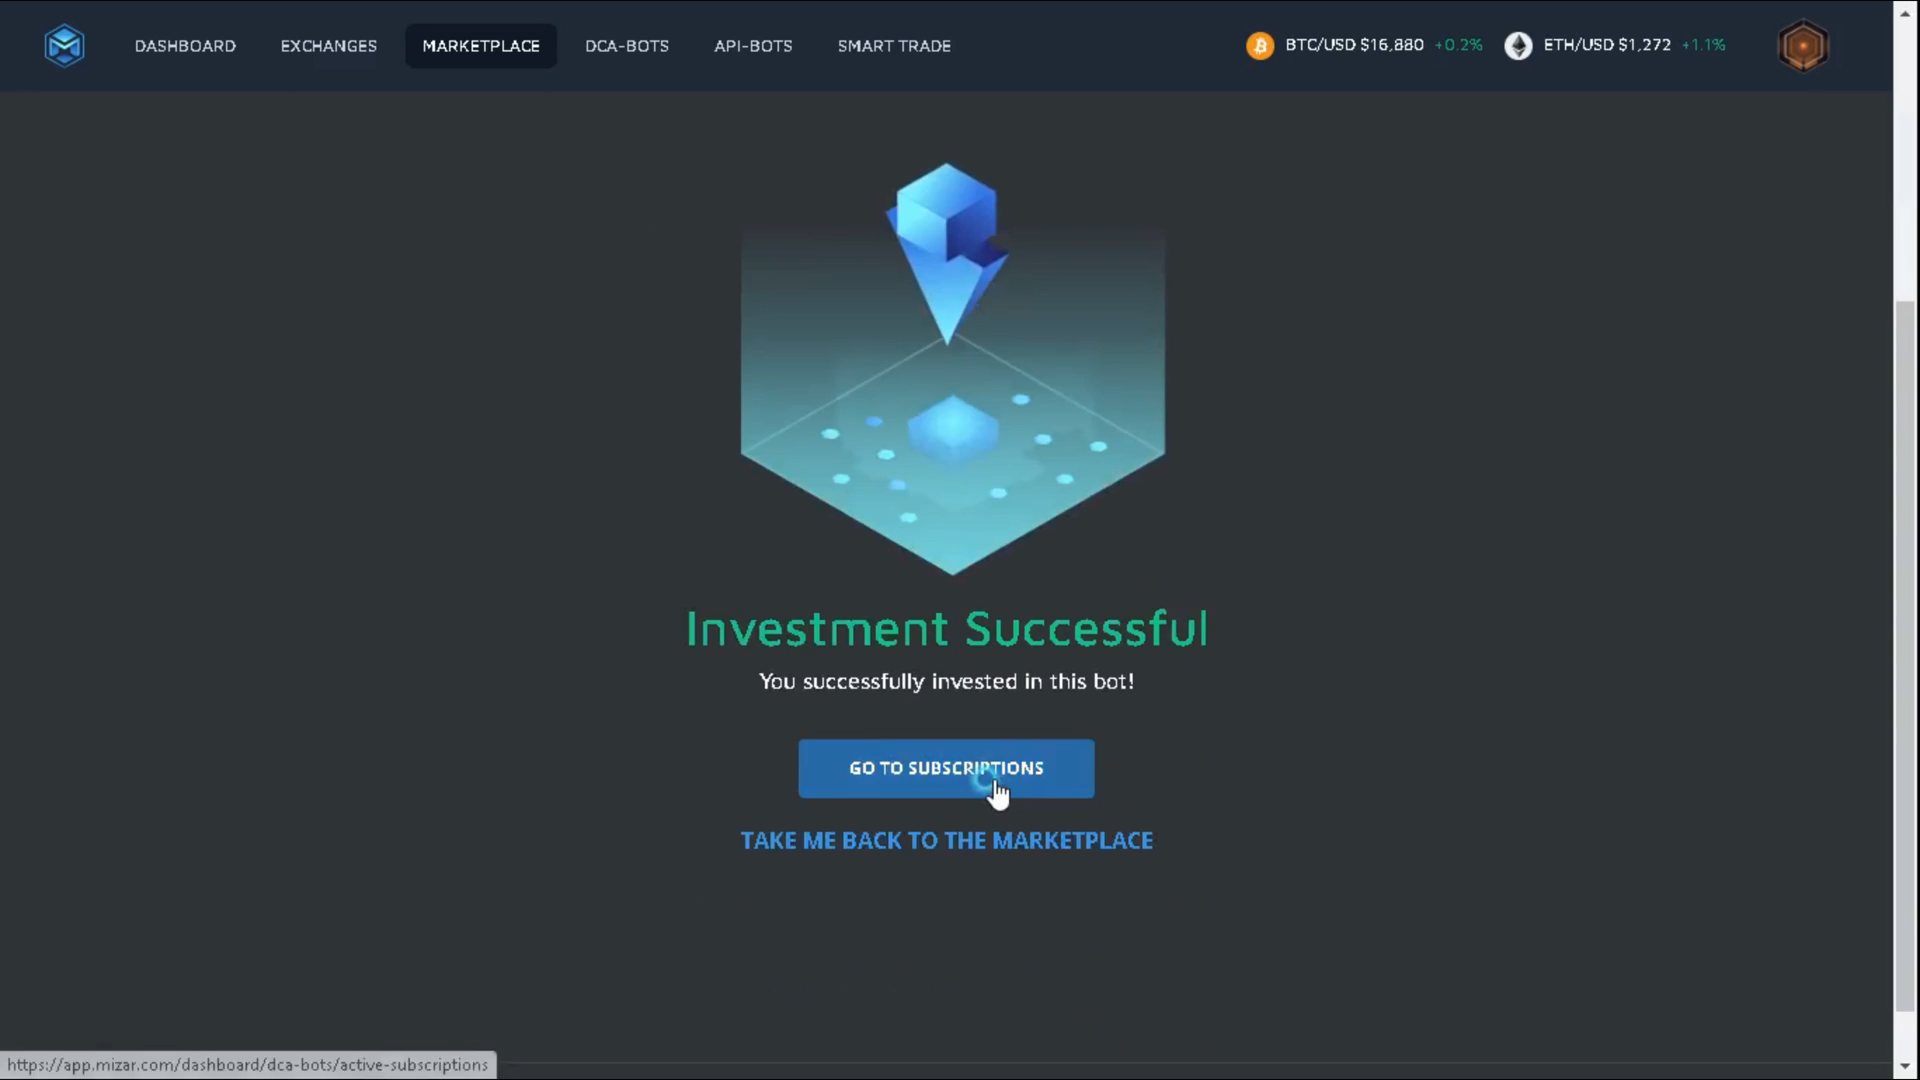 DASHBOARD EXCHANGES MARKETPLACE DCA-BOTS API-BOTS SMART TRADE BTC/USD $16,880 +0.2% ETH/USD $1,272 +1.1%
Investment Successful
You successfully invested in this bot!
GO TO SUBSCRIPTIONS
TAKE ME BACK TO THE MARKETPLACE
https://app.mizar.com/dashboard/dca-bots/active-subscriptions